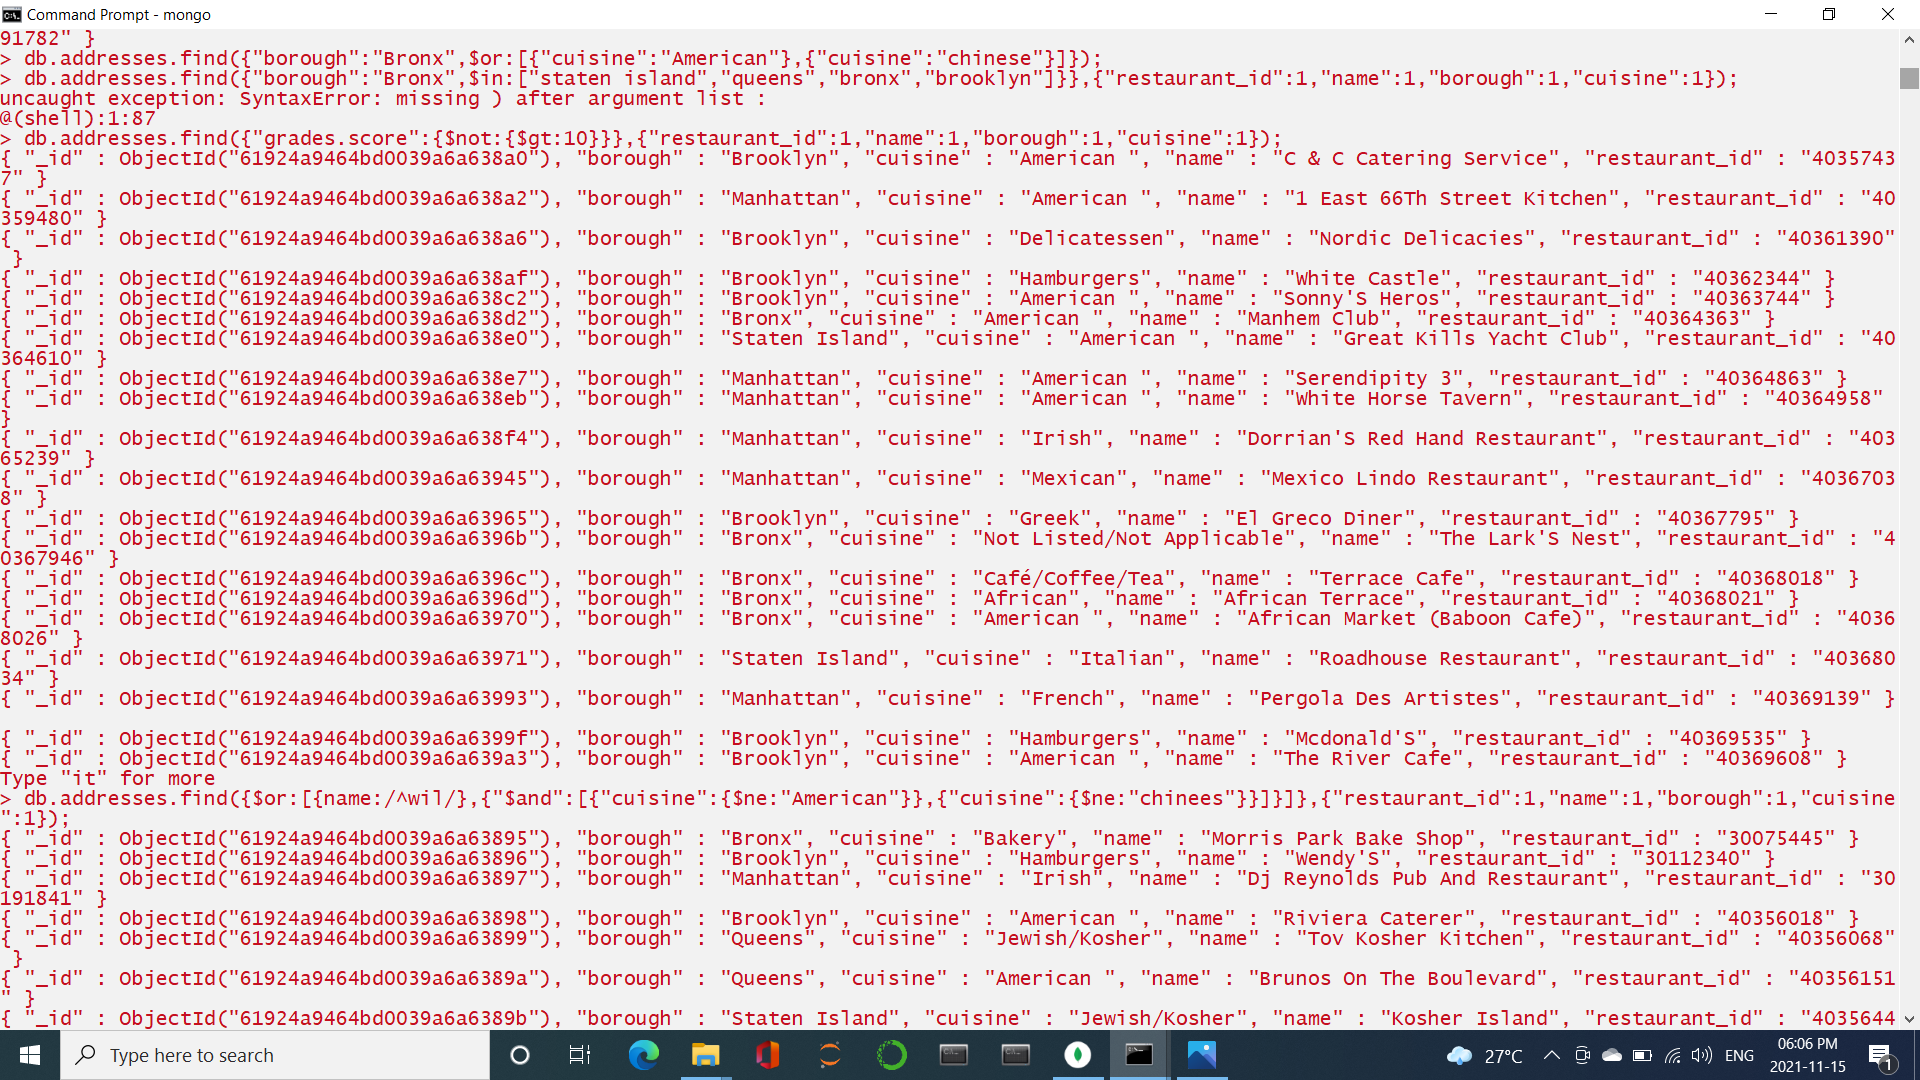 Command Prompt - mongo
91782" }
> db.addresses.find({"borough":"Bronx",$or:[{"cuisine":"American"},{"cuisine":"chinese"}]});
> db.addresses.find({"borough":"Bronx",$in:["staten island","queens","bronx","brooklyn"]}},{"restaurant_id":1,"name":1,"borough":1,"cuisine":1});
uncaught exception: SyntaxError: missing ) after argument list :
@(shell):1:87
> db.addresses.find({"grades.score":{$not:{$gt:10}}},{"restaurant_id":1,"name":1,"borough":1,"cuisine":1});
{ "_id" : ObjectId("61924a9464bd0039a6a638a0"), "borough" : "Brooklyn", "cuisine" : "American ", "name" : "C & C Catering Service", "restaurant_id" : "4035743
7" }
{ "_id" : ObjectId("61924a9464bd0039a6a638a2"), "borough" : "Manhattan", "cuisine" : "American ", "name" : "1 East 66Th Street Kitchen", "restaurant_id" : "40
359480" }
{ "_id" : ObjectId("61924a9464bd0039a6a638a6"), "borough" : "Brooklyn", "cuisine" : "Delicatessen", "name" : "Nordic Delicacies", "restaurant_id" : "40361390"
}
{ "_id" : ObjectId("61924a9464bd0039a6a638af"), "borough" : "Brooklyn", "cuisine" : "Hamburgers", "name" : "White Castle", "restaurant_id" : "40362344" }
{ "_id" : ObjectId("61924a9464bd0039a6a638c2"), "borough" : "Brooklyn", "cuisine" : "American ", "name" : "Sonny'S Heros", "restaurant_id" : "40363744" }
{ "_id" : ObjectId("61924a9464bd0039a6a638d2"), "borough" : "Bronx", "cuisine" : "American ", "name" : "Manhem Club", "restaurant_id" : "40364363" }
{ "_id" : ObjectId("61924a9464bd0039a6a638e0"), "borough" : "Staten Island", "cuisine" : "American ", "name" : "Great Kills Yacht Club", "restaurant_id" : "40
364610" }
{ "_id" : ObjectId("61924a9464bd0039a6a638e7"), "borough" : "Manhattan", "cuisine" : "American ", "name" : "Serendipity 3", "restaurant_id" : "40364863" }
{ "_id" : ObjectId("61924a9464bd0039a6a638eb"), "borough" : "Manhattan", "cuisine" : "American ", "name" : "White Horse Tavern", "restaurant_id" : "40364958"
}
{ "_id" : ObjectId("61924a9464bd0039a6a638f4"), "borough" : "Manhattan", "cuisine" : "Irish", "name" : "Dorrian'S Red Hand Restaurant", "restaurant_id" : "403
65239" }
{ "_id" : ObjectId("61924a9464bd0039a6a63945"), "borough" : "Manhattan", "cuisine" : "Mexican", "name" : "Mexico Lindo Restaurant", "restaurant_id" : "4036703
8" }
{ "_id" : ObjectId("61924a9464bd0039a6a63965"), "borough" : "Brooklyn", "cuisine" : "Greek", "name" : "El Greco Diner", "restaurant_id" : "40367795" }
{ "_id" : ObjectId("61924a9464bd0039a6a6396b"), "borough" : "Bronx", "cuisine" : "Not Listed/Not Applicable", "name" : "The Lark'S Nest", "restaurant_id" : "4
0367946" }
{ "_id" : ObjectId("61924a9464bd0039a6a6396c"), "borough" : "Bronx", "cuisine" : "Café/Coffee/Tea", "name" : "Terrace Cafe", "restaurant_id" : "40368018" }
{ "_id" : ObjectId("61924a9464bd0039a6a6396d"), "borough" : "Bronx", "cuisine" : "African", "name" : "African Terrace", "restaurant_id" : "40368021" }
{ "_id" : ObjectId("61924a9464bd0039a6a63970"), "borough" : "Bronx", "cuisine" : "American ", "name" : "African Market (Baboon Cafe)", "restaurant_id" : "4036
8026" }
{ "_id" : ObjectId("61924a9464bd0039a6a63971"), "borough" : "Staten Island", "cuisine" : "Italian", "name" : "Roadhouse Restaurant", "restaurant_id" : "403680
34" }
{ "_id" : ObjectId("61924a9464bd0039a6a63993"), "borough" : "Manhattan", "cuisine" : "French", "name" : "Pergola Des Artistes", "restaurant_id" : "40369139" }
{ "_id" : ObjectId("61924a9464bd0039a6a6399f"), "borough" : "Brooklyn", "cuisine" : "Hamburgers", "name" : "Mcdonald'S", "restaurant_id" : "40369535" }
{ "_id" : ObjectId("61924a9464bd0039a6a639a3"), "borough" : "Brooklyn", "cuisine" : "American ", "name" : "The River Cafe", "restaurant_id" : "40369608" }
Type "it" for more
> db.addresses.find({$or:[{name:/^wil/},{"$and":[{"cuisine":{$ne:"American"}},{"cuisine":{$ne:"chinees"}}]}]},{"restaurant_id":1,"name":1,"borough":1,"cuisine
":1});
{ "_id" : ObjectId("61924a9464bd0039a6a63895"), "borough" : "Bronx", "cuisine" : "Bakery", "name" : "Morris Park Bake Shop", "restaurant_id" : "30075445" }
{ "_id" : ObjectId("61924a9464bd0039a6a63896"), "borough" : "Brooklyn", "cuisine" : "Hamburgers", "name" : "Wendy'S", "restaurant_id" : "30112340" }
{ "_id" : ObjectId("61924a9464bd0039a6a63897"), "borough" : "Manhattan", "cuisine" : "Irish", "name" : "Dj Reynolds Pub And Restaurant", "restaurant_id" : "30
191841" }
{ "_id" : ObjectId("61924a9464bd0039a6a63898"), "borough" : "Brooklyn", "cuisine" : "American ", "name" : "Riviera Caterer", "restaurant_id" : "40356018" }
{ "_id" : ObjectId("61924a9464bd0039a6a63899"), "borough" : "Queens", "cuisine" : "Jewish/Kosher", "name" : "Tov Kosher Kitchen", "restaurant_id" : "40356068"
}
{ "_id" : ObjectId("61924a9464bd0039a6a6389a"), "borough" : "Queens", "cuisine" : "American ", "name" : "Brunos On The Boulevard", "restaurant_id" : "40356151
" }
{ "_id" : ObjectId("61924a9464bd0039a6a6389b"), "borough" : "Staten Island", "cuisine" : "Jewish/Kosher", "name" : "Kosher Island", "restaurant_id" : "4035644
Type here to search
27°C
ENG
06:06 PM
2021-11-15
1